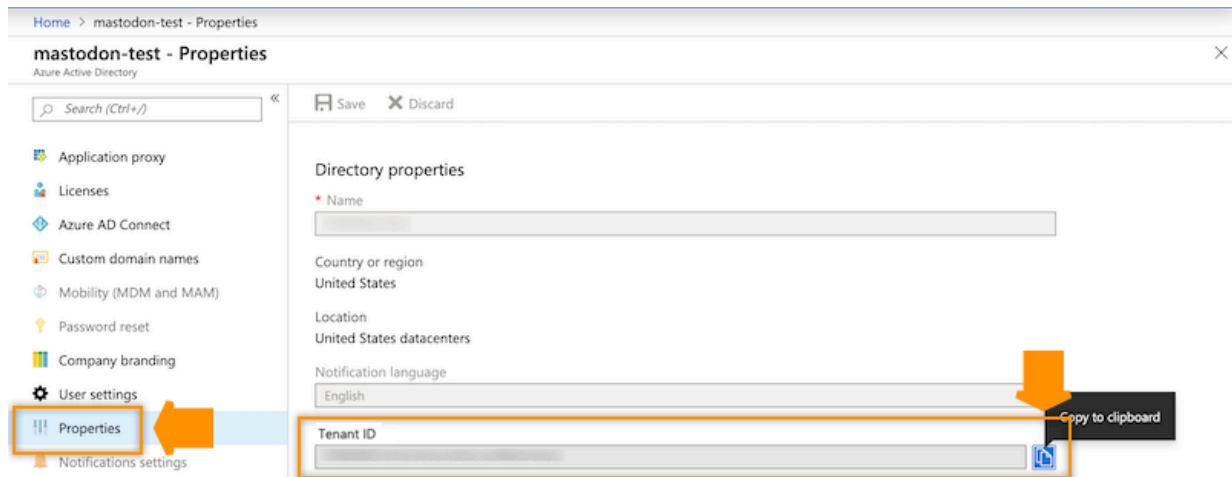 Home > mastodon-test - Properties
mastodon-test - Properties
Azure Active Directory
Search (Ctrl+/)
Application proxy
Licenses
Azure AD Connect
Custom domain names
Mobility (MDM and MAM)
Password reset
Company branding
User settings
Properties
Notifications settings
Save Discard
Directory properties
* Name
Country or region
United States
Location
United States datacenters
Notification language
English
Copy to clipboard
Tenant ID